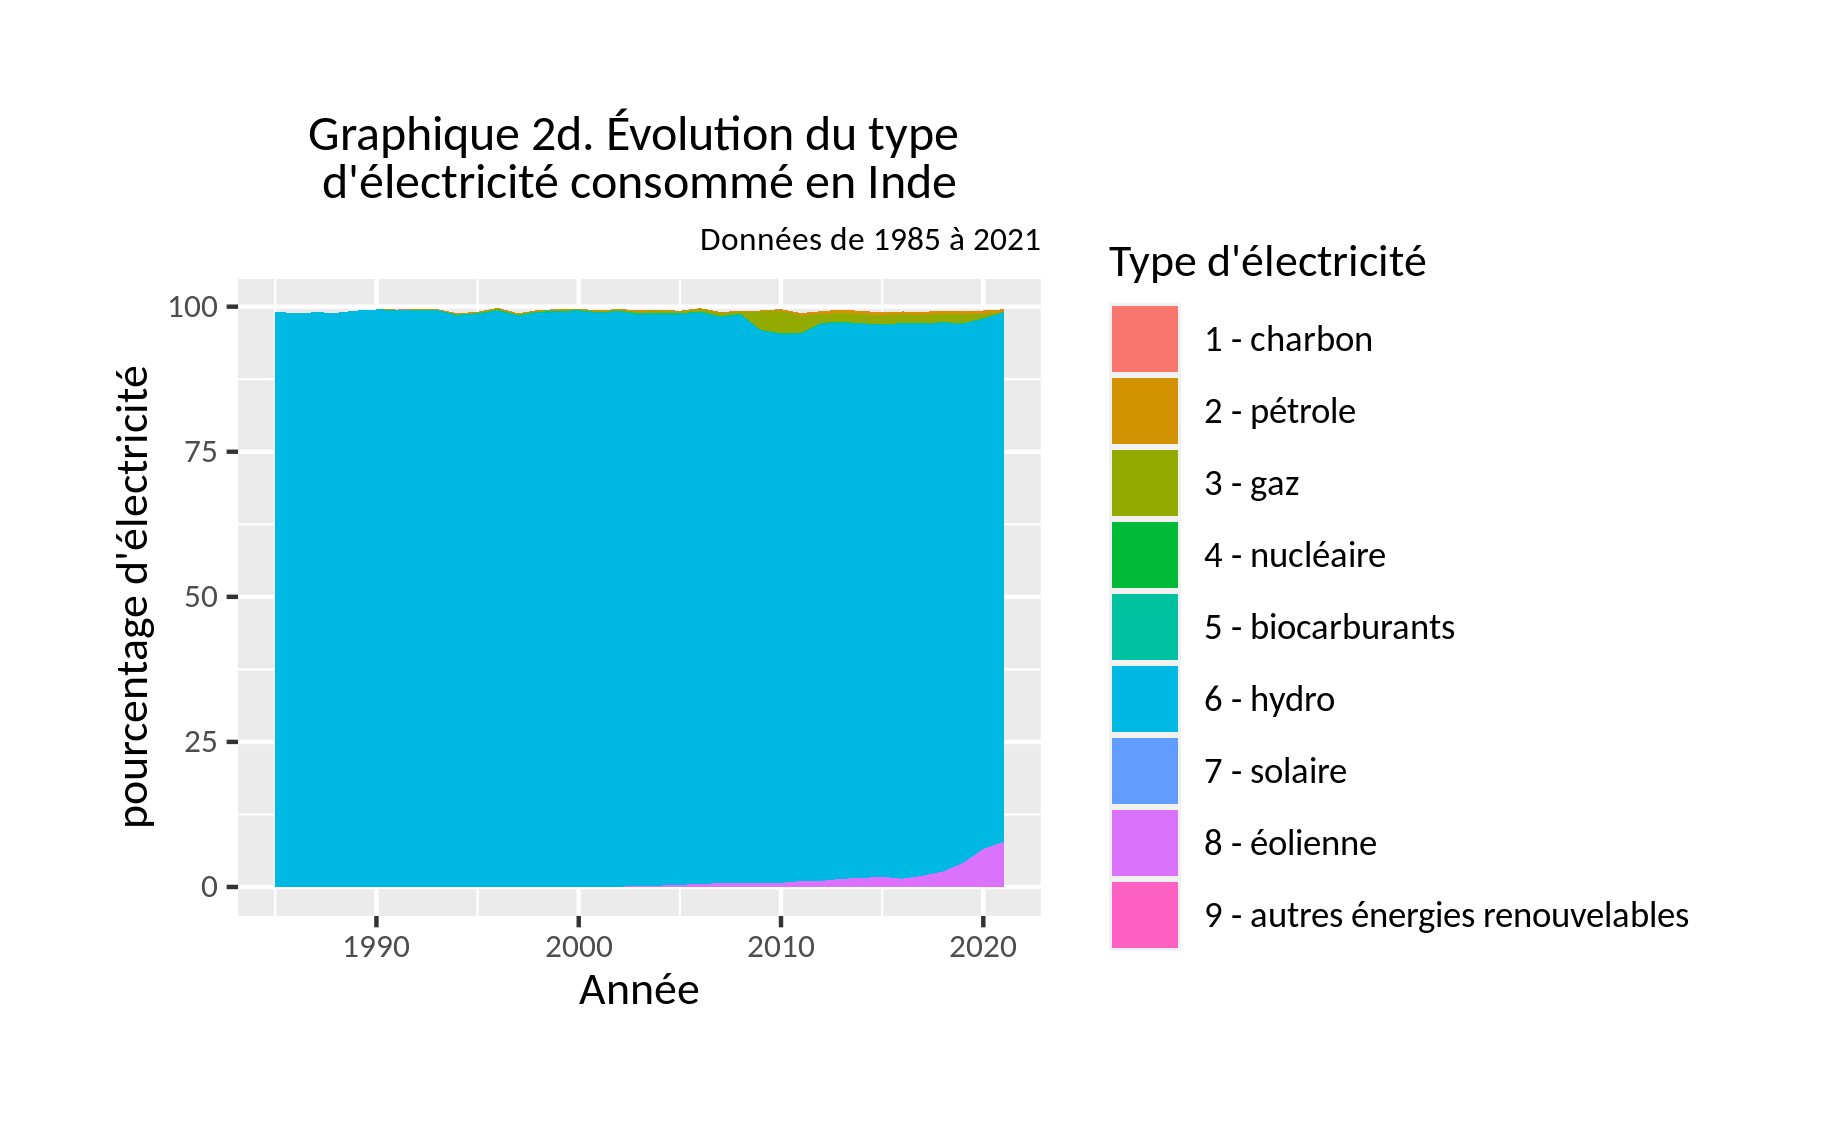 Graphique 2d. Évolution du type
d'électricité consommé en Inde
Données de 1985 à 2021
pourcentage d'électricité
100
75
50
25
0
1990
2000
2010
2020
Année
Type d'électricité
1 - charbon
2 - pétrole
3 - gaz
4 - nucléaire
5 - biocarburants
6 - hydro
7 - solaire
8 - éolienne
9 - autres énergies renouvelables